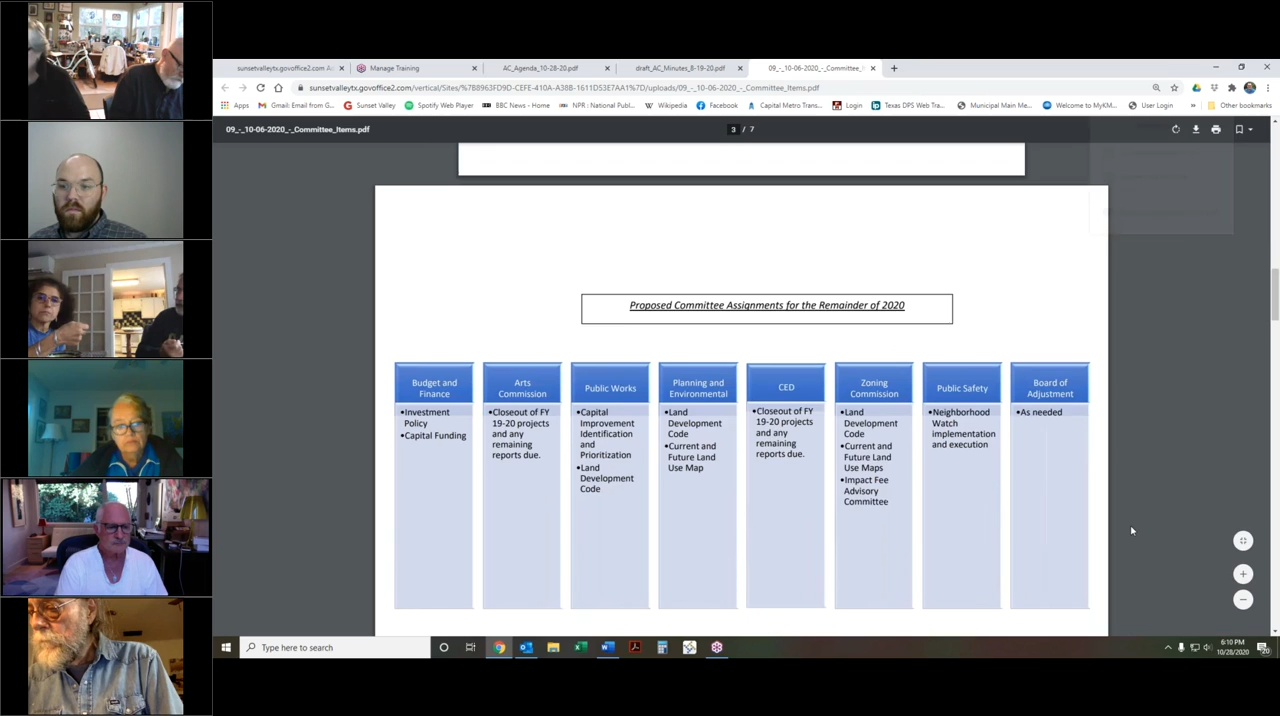 sunsetvalleytx.govoffice2.com A
Manage Training
AC_Agenda_10-28-20.pdf
draft_AC_Minutes_8-19-20.pdf
09_-_10-06-2020_-_Committee_I
sunsetvalleytx.govoffice2.com/vertical/Sites/%7B8963FD9D-CEFE-410A-A38B-1611D53E7AA1%7D/uploads/09_-_10-06-2020_-_Committee_Items.pdf
Apps
Gmail: Email from G...
Sunset Valley
Spotify Web Player
BBC News - Home
NPR : National Publ...
Wikipedia
Facebook
Capital Metro Trans...
Login
Texas DPS Web Tra...
Municipal Main Me...
Welcome to MyKM...
User Login
Other bookmarks
09_-_10-06-2020_-_Committee_Items.pdf
3 / 7
Proposed Committee Assignments for the Remainder of 2020
Budget and
Finance
•Investment
Policy
•Capital Funding
Arts
Commission
•Closeout of FY
19-20 projects
and any
remaining
reports due.
Public Works
•Capital
Improvement
Identification
and
Prioritization
•Land
Development
Code
Planning and
Environmental
•Land
Development
Code
•Current and
Future Land
Use Map
CED
•Closeout of FY
19-20 projects
and any
remaining
reports due.
Zoning
Commission
•Land
Development
Code
•Current and
Future Land
Use Maps
•Impact Fee
Advisory
Committee
Public Safety
•Neighborhood
Watch
implementation
and execution
Board of
Adjustment
•As needed
Type here to search
6:10 PM
10/28/2020
20